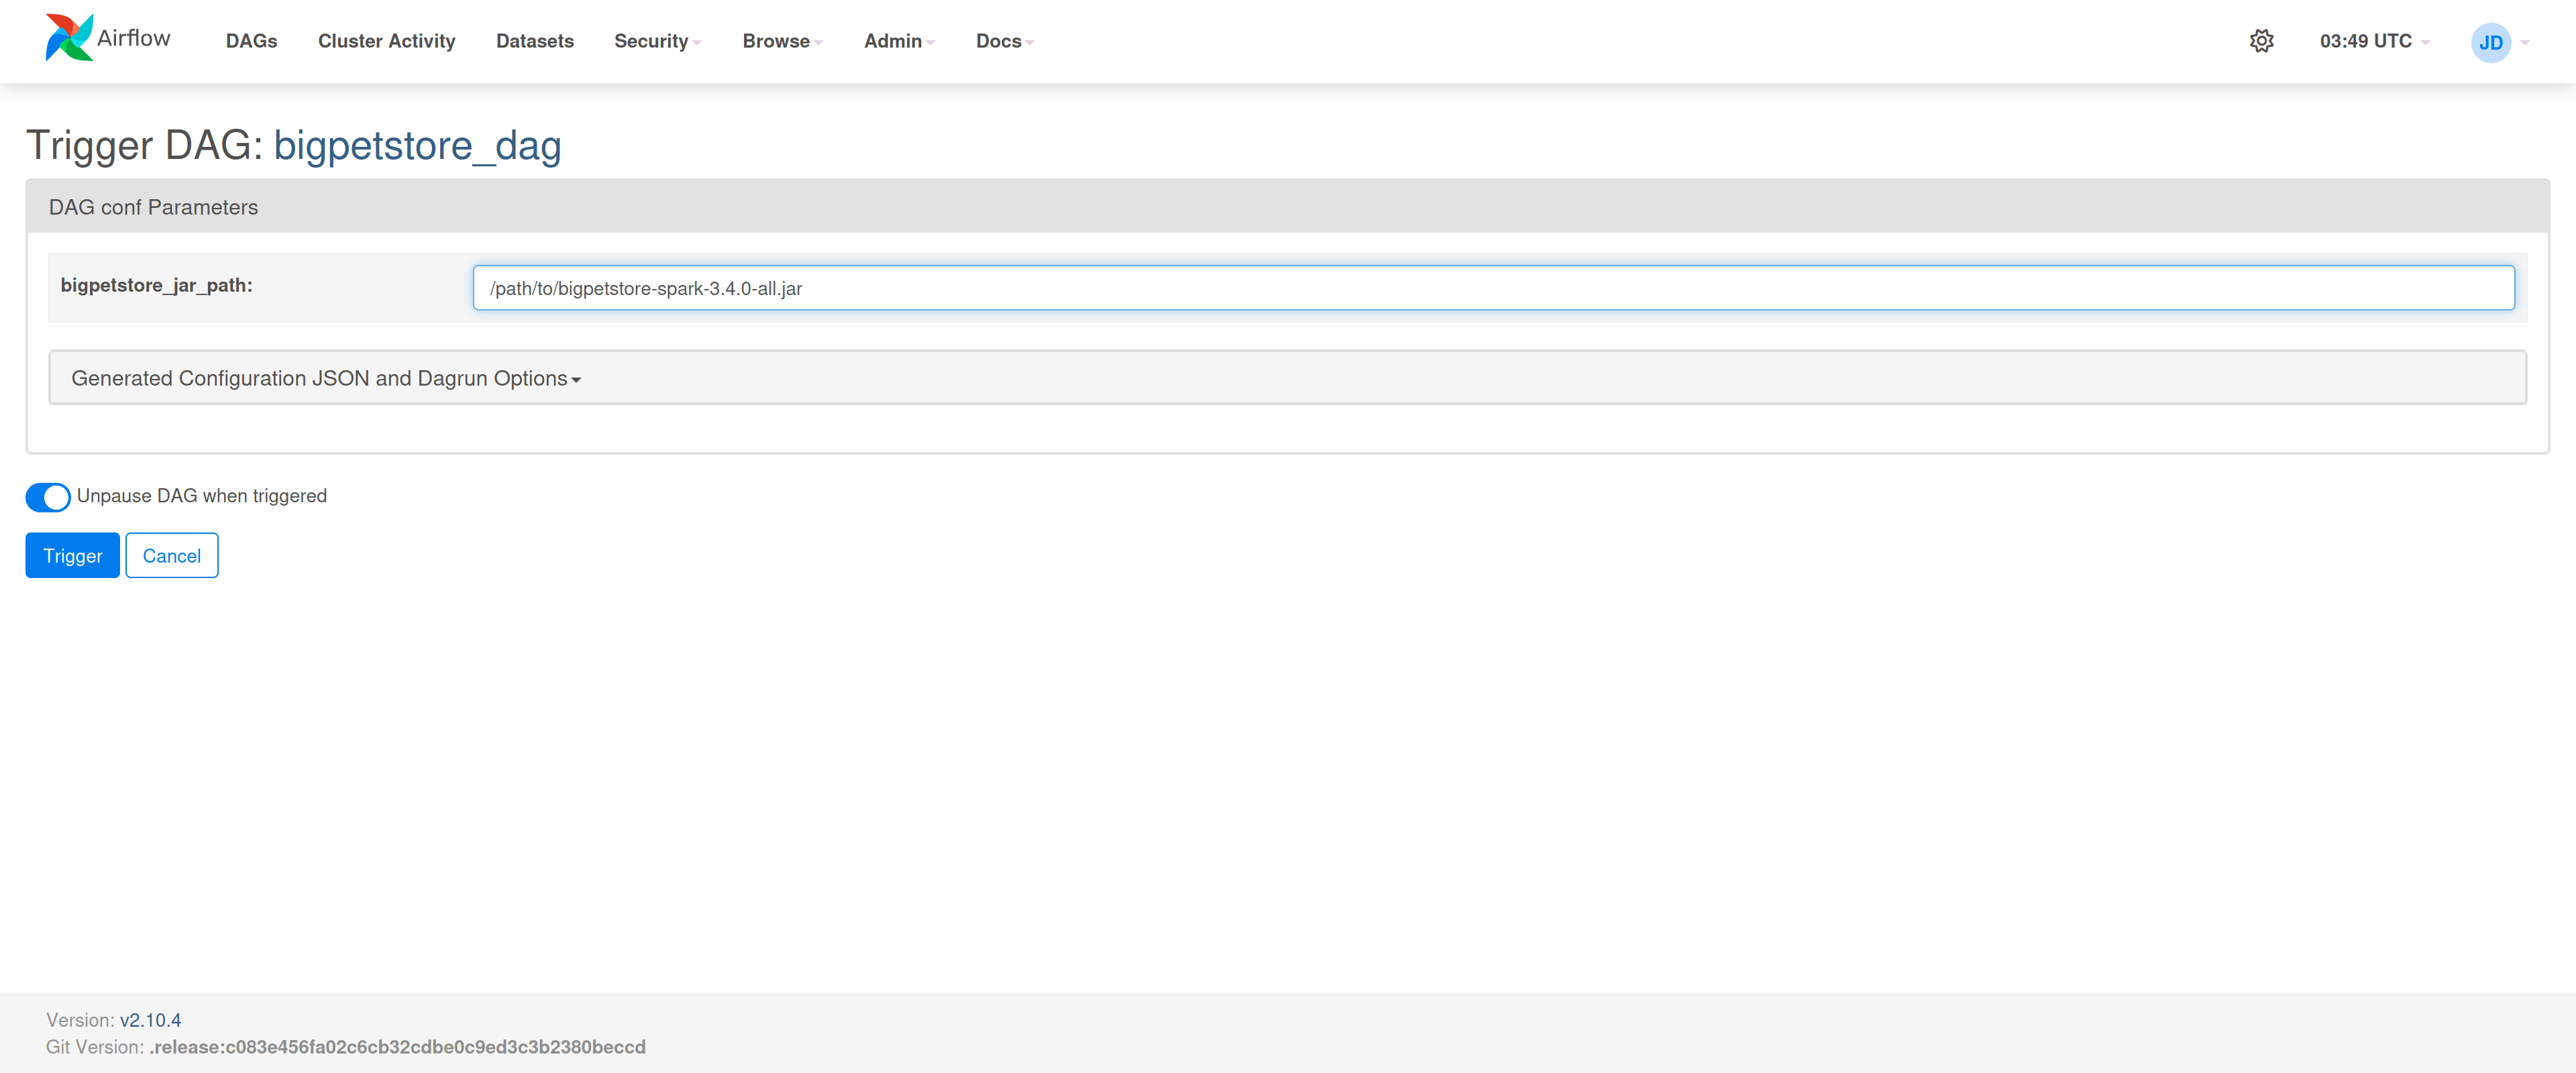 Airflow DAGs Cluster Activity Datasets Security Browse Admin Docs 03:49 UTC JD
Trigger DAG: bigpetstore_dag
DAG conf Parameters
bigpetstore_jar_path: /path/to/bigpetstore-spark-3.4.0-all.jar
Generated Configuration JSON and Dagrun Options
Unpause DAG when triggered
Trigger Cancel
Version: v2.10.4
Git Version: .release:c083e456fa02c6cb32cdbe0c9ed3c3b2380beccd